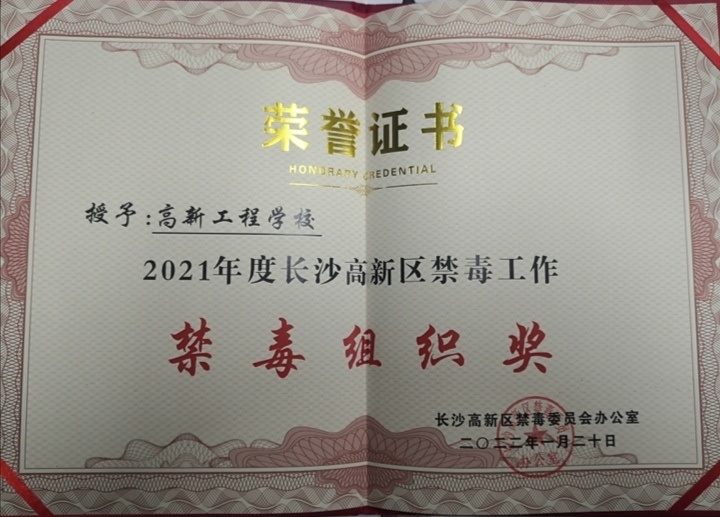 荣誉证书
HONORARY CREDENTIAL
授予:高新工程学校
2021年度长沙高新区禁毒工作
禁毒组织奖
长沙高新区禁毒委员会办公室
二〇二二年一月二十日